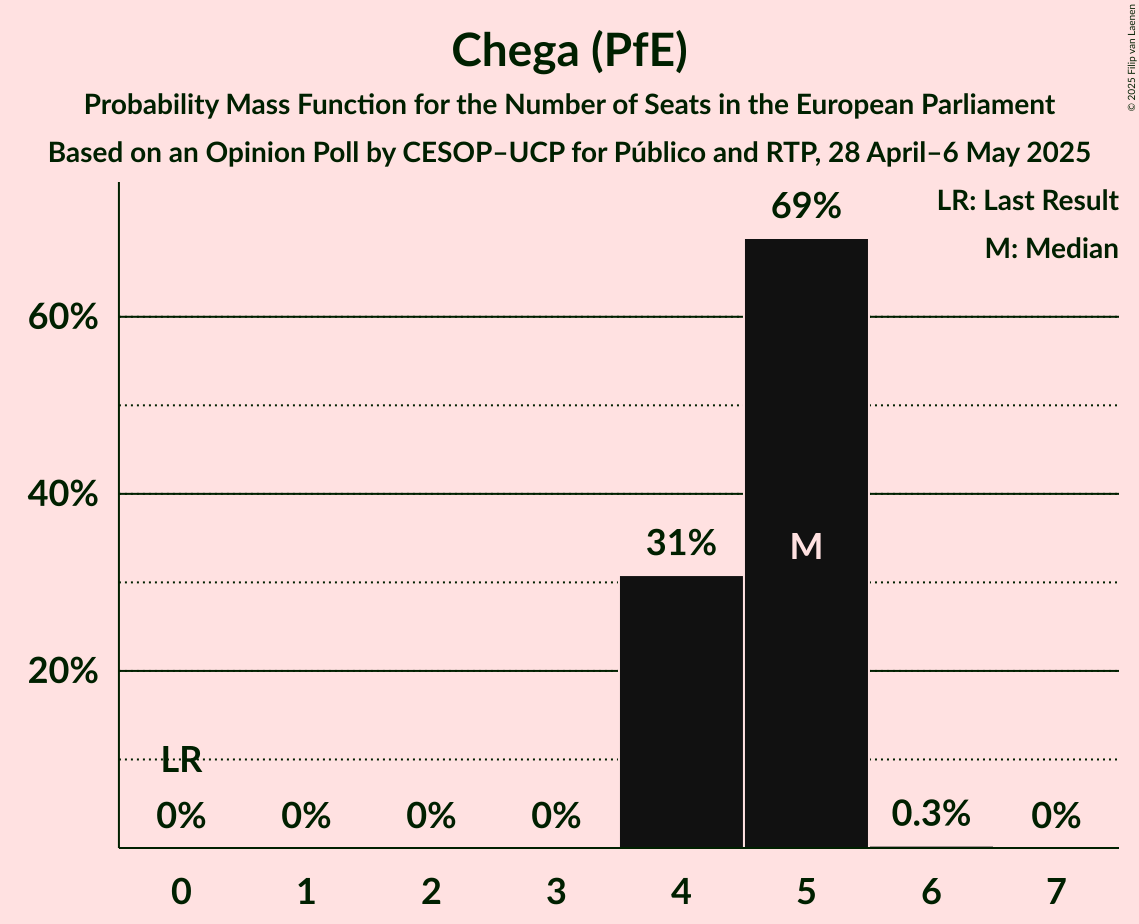 Chega (PfE)
Probability Mass Function for the Number of Seats in the European Parliament
Based on an Opinion Poll by CESOP–UCP for Público and RTP, 28 April–6 May 2025
© 2025 Filip van Laenen
LR: Last Result
M: Median
69%
60%
40%
31%
M
20%
LR
0% 0% 0% 0% 0.3% 0%
0 1 2 3 4 5 6 7